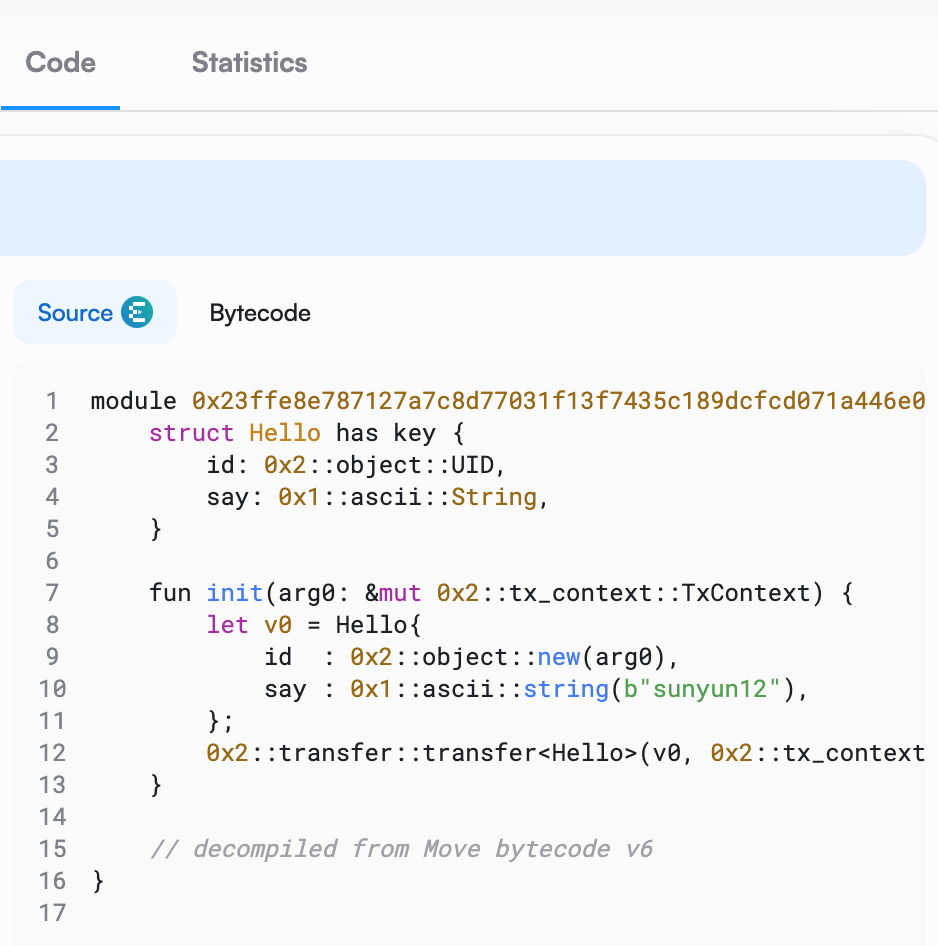 Code Statistics
Source Bytecode
1 module 0x23ffe8e787127a7c8d77031f13f7435c189dcfcd071a446e0
2     struct Hello has key {
3         id: 0x2::object::UID,
4         say: 0x1::ascii::String,
5     }
6
7     fun init(arg0: &mut 0x2::tx_context::TxContext) {
8         let v0 = Hello{
9             id  : 0x2::object::new(arg0),
10             say : 0x1::ascii::string(b"sunyun12"),
11         };
12         0x2::transfer::transfer<Hello>(v0, 0x2::tx_context
13     }
14
15     // decompiled from Move bytecode v6
16 }
17